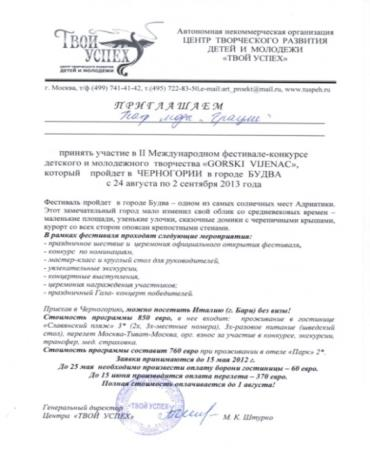 ТВОЙ
УСПЕХ
ЦЕНТР ТВОРЧЕСКОГО РАЗВИТИЯ
ДЕТЕЙ И МОЛОДЕЖИ
Автономная некоммерческая организация
ЦЕНТР ТВОРЧЕСКОГО РАЗВИТИЯ
ДЕТЕЙ И МОЛОДЕЖИ
«ТВОЙ УСПЕХ»
г. Москва, т/ф (499) 741-41-42, т.(495) 722-83-50,e-mail:art_proekt@mail.ru, www.tuspeh.ru
ПРИГЛАШАЕМ
моды „Грация"
принять участие в II Международном фестивале-конкурсе
детского и молодежного творчества «GORSKI VIJENAC»,
который пройдет в ЧЕРНОГОРИИ в городе БУДВА
с 24 августа по 2 сентября 2013 года
Фестиваль пройдет в городе Будва – одном из самых солнечных мест Адриатики.
Этот замечательный город мало изменил свой облик со средневековых времен –
маленькие площади, узенькие улочки, сказочные домики с черепичными крышами,
курорт со всех сторон опоясан крепостными стенами.
В рамках фестиваля проходят следующие мероприятия:
- праздничное шествие и церемония официального открытия фестиваля,
- конкурс по номинациям,
- мастер-класс и круглый стол для руководителей,
- увлекательные экскурсии,
- концертные выступления,
- церемония награждения участников;
- праздничный Гала- концерт победителей.
Приехав в Черногорию, можно посетить Италию (г. Бари) без визы!
Стоимость программы 850 евро, в нее входит: проживание в гостинице
«Славянский пляж» 3* (2х, 3х-местные номера), 3х-разовое питание (шведский
стол), перелет Москва-Тиват-Москва, орг. взнос за участие в конкурсе, экскурсии,
трансфер, мед. страховка.
Стоимость программы составит 760 евро при проживании в отеле «Парк» 2*.
Заявки принимаются до 15 мая 2012 г.
До 25 мая необходимо произвести оплату брони гостиницы – 60 евро.
До 15 июня производится оплата перелета – 370 евро.
Полная стоимость оплачивается до 1 августа!
Генеральный директор
Центра «ТВОЙ УСПЕХ»
ТВОЙ УСПЕХ
М. К. Штурко